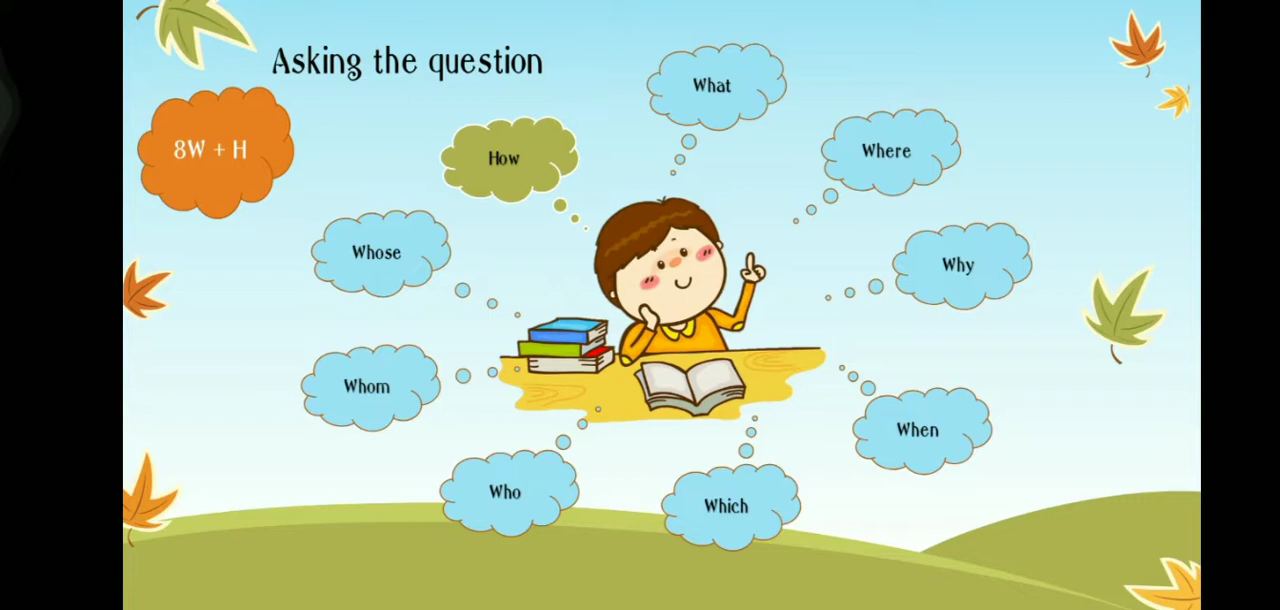 Asking the question
8W + H
What
Where
Why
When
Which
Who
Whom
Whose
How